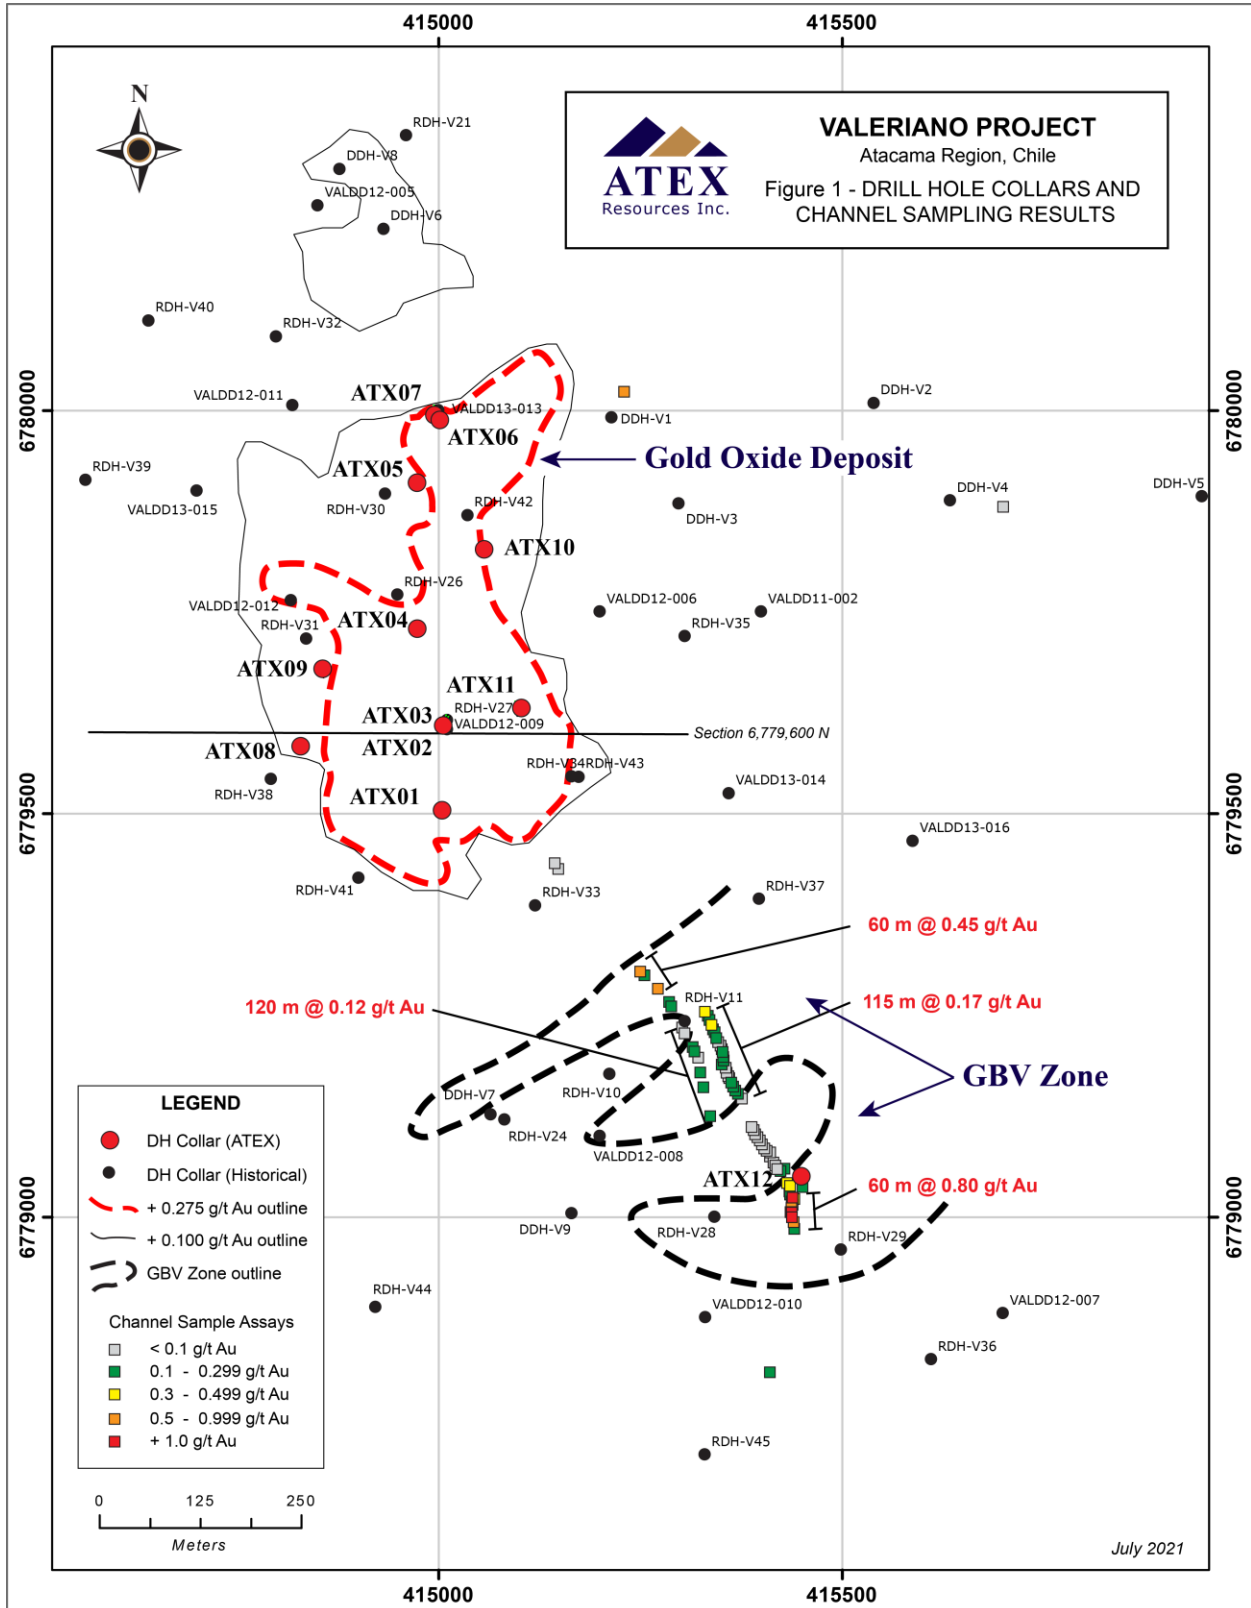 415000
415500
N
ATEX
Resources Inc.
VALERIANO PROJECT
Atacama Region, Chile
Figure 1 - DRILL HOLE COLLARS AND
CHANNEL SAMPLING RESULTS
RDH-V21
DDH-V8
VALDD12-005
DDH-V6
RDH-V40
RDH-V32
VALDD12-011
ATX07
VALDD13-013
ATX06
DDH-V1
DDH-V2
6780000
6780000
Gold Oxide Deposit
ATX05
RDH-V39
VALDD13-015
RDH-V30
RDH-V42
DDH-V3
DDH-V4
DDH-V5
ATX10
RDH-V26
VALDD12-012
ATX04
RDH-V31
VALDD12-006
VALDD11-002
RDH-V35
ATX09
ATX11
RDH-V27
ATX03
VALDD12-009
Section 6,779,600 N
ATX02
ATX08
RDH-V34
RDH-V43
RDH-V38
ATX01
VALDD13-014
6779500
6779500
VALDD13-016
RDH-V41
RDH-V33
RDH-V37
60 m @ 0.45 g/t Au
120 m @ 0.12 g/t Au
RDH-V11
115 m @ 0.17 g/t Au
GBV Zone
RDH-V10
DDH-V7
RDH-V24
VALDD12-008
ATX12
60 m @ 0.80 g/t Au
DDH-V9
RDH-V28
RDH-V29
6779000
6779000
RDH-V44
VALDD12-010
VALDD12-007
RDH-V36
RDH-V45
LEGEND
DH Collar (ATEX)
DH Collar (Historical)
+ 0.275 g/t Au outline
+ 0.100 g/t Au outline
GBV Zone outline
Channel Sample Assays
< 0.1 g/t Au
0.1 - 0.299 g/t Au
0.3 - 0.499 g/t Au
0.5 - 0.999 g/t Au
+ 1.0 g/t Au
0 125 250
Meters
July 2021
415000
415500